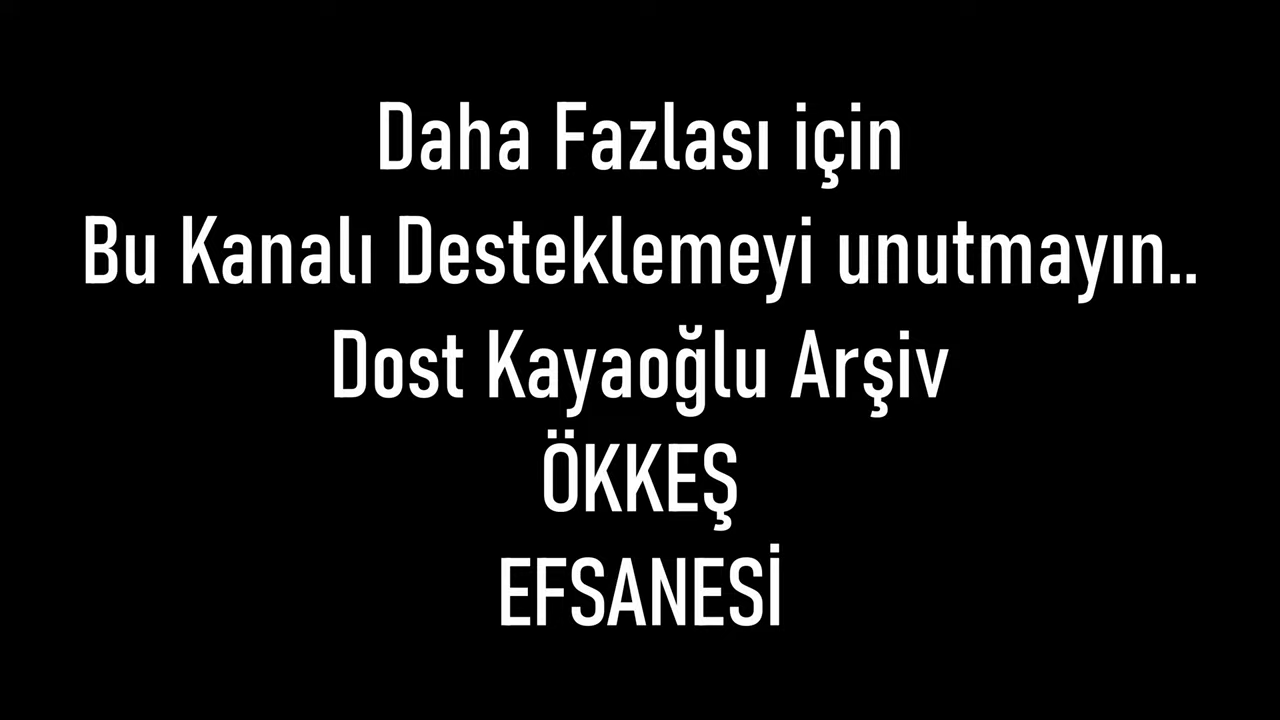 Daha Fazlası için
Bu Kanalı Desteklemeyi unutmayın..
Dost Kayaoğlu Arşiv
ÖKKEŞ
EFSANESİ